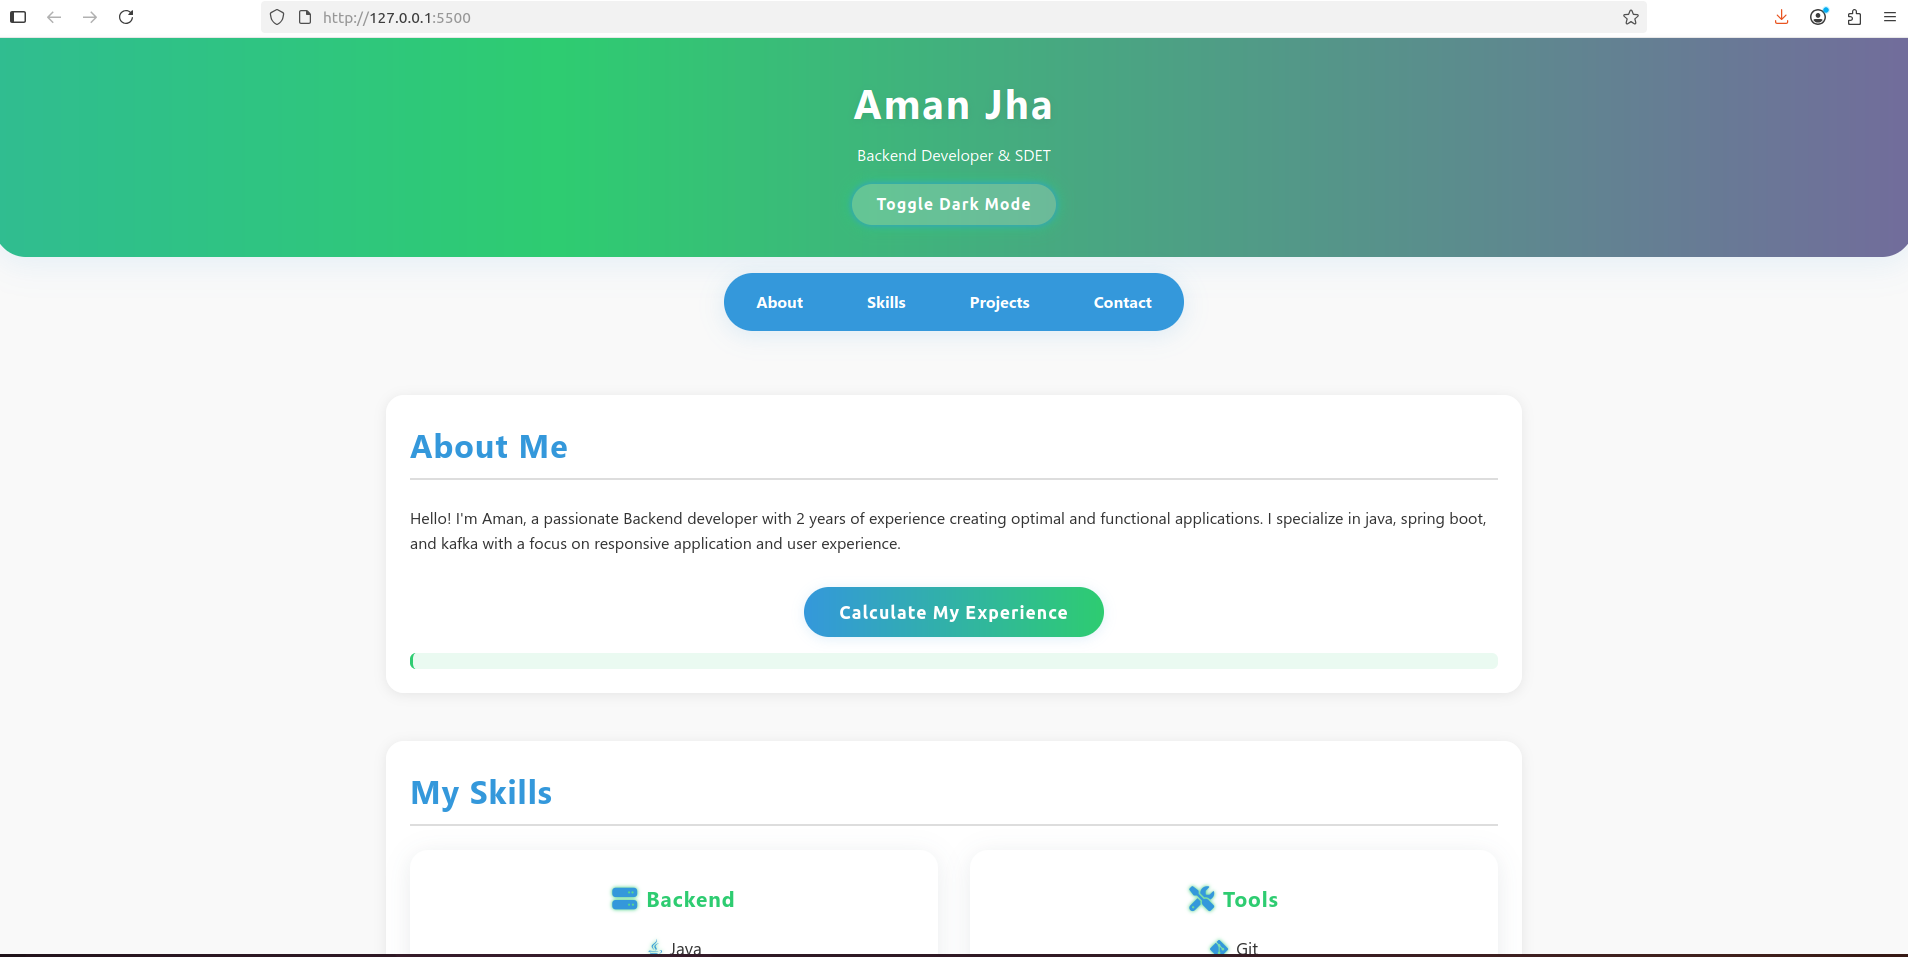 http://127.0.0.1:5500
Aman Jha
Backend Developer & SDET
Toggle Dark Mode
About Skills Projects Contact
About Me
Hello! I'm Aman, a passionate Backend developer with 2 years of experience creating optimal and functional applications. I specialize in java, spring boot,
and kafka with a focus on responsive application and user experience.
Calculate My Experience
My Skills
Backend
Java
Tools
Git